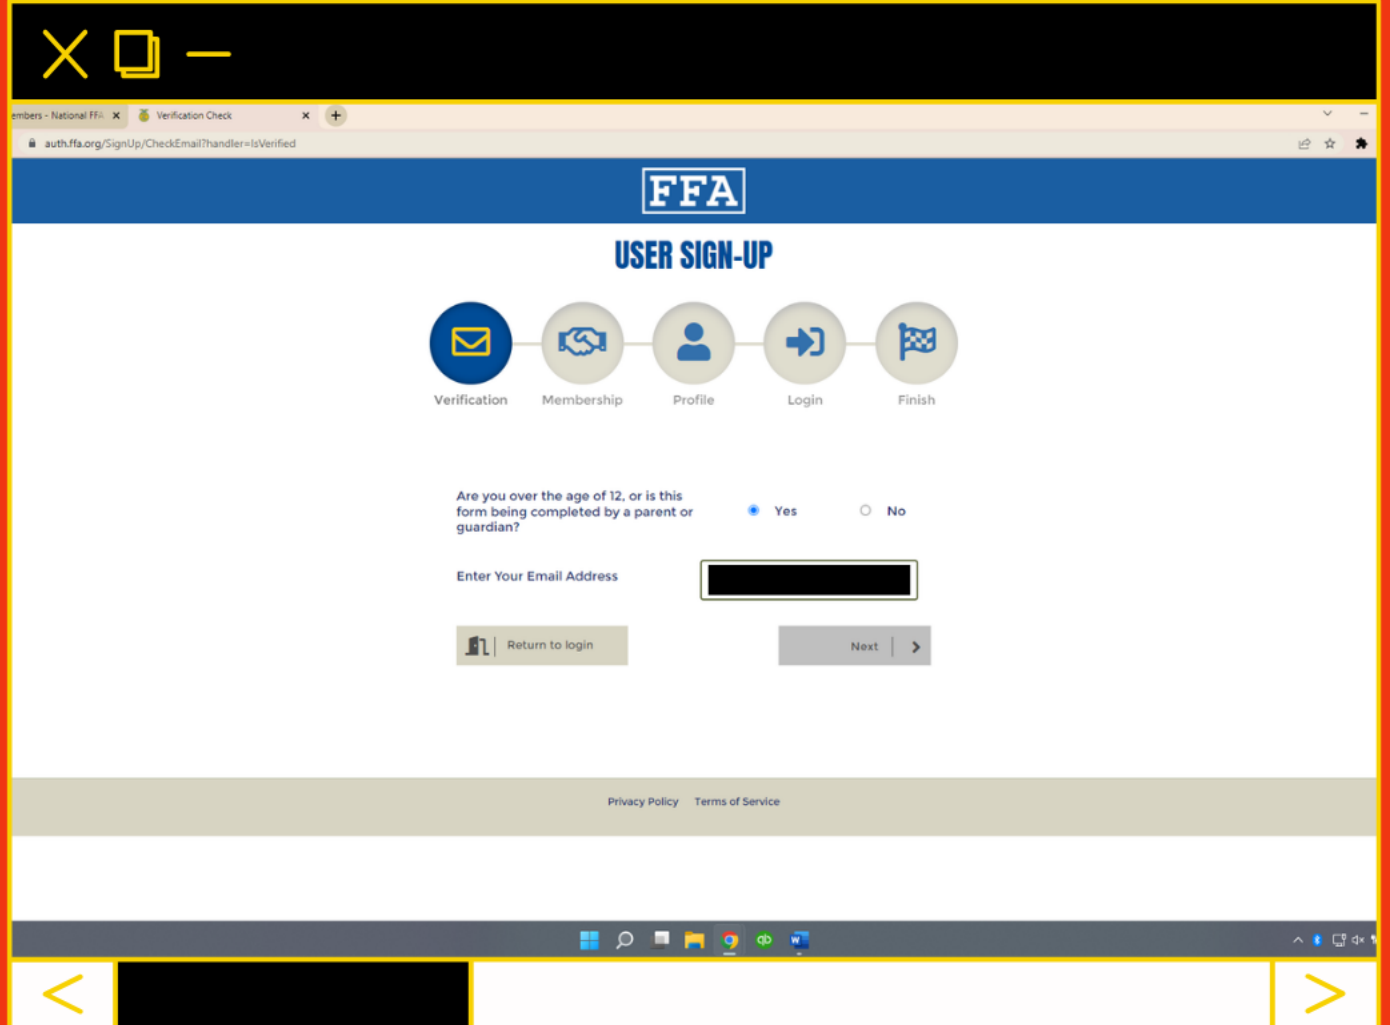 embers - National FFA
Verification Check
auth.ffa.org/SignUp/CheckEmail?handler=IsVerified
FFA
USER SIGN-UP
Verification
Membership
Profile
Login
Finish
Are you over the age of 12, or is this
form being completed by a parent or
guardian?
Yes
No
Enter Your Email Address
Return to login
Next
Privacy Policy
Terms of Service